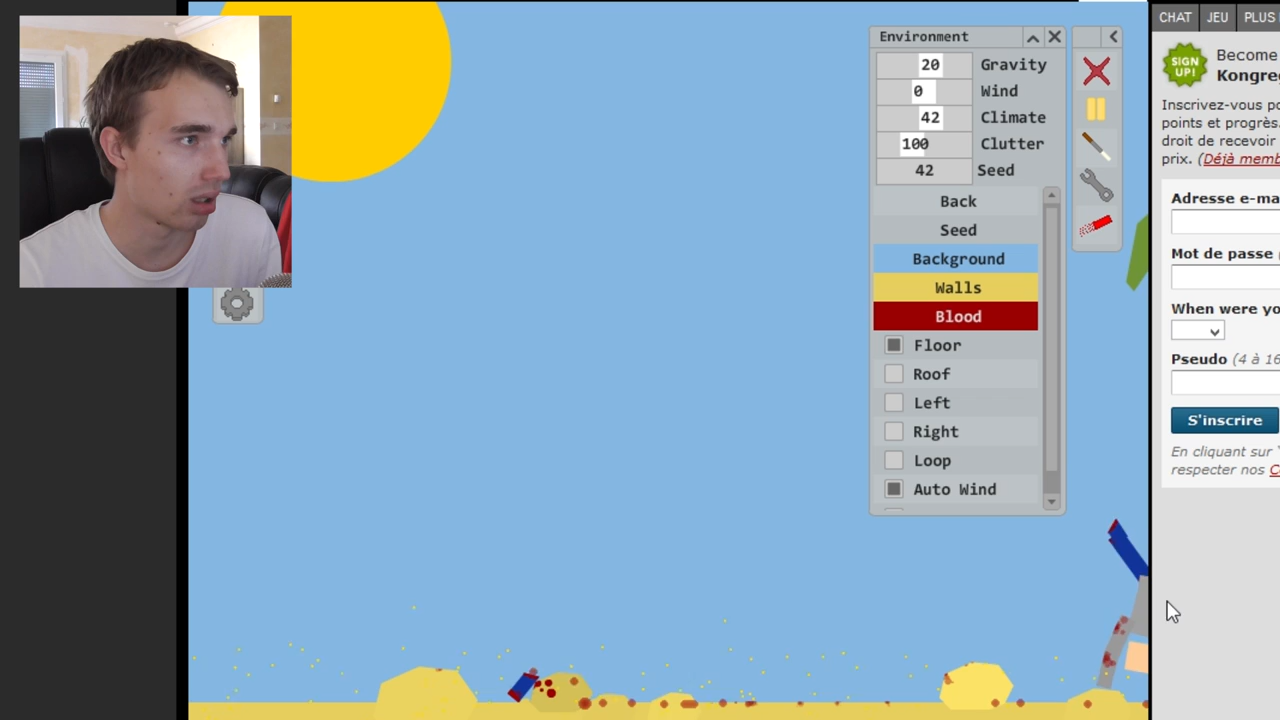 Environment
20 Gravity
0 Wind
42 Climate
100 Clutter
42 Seed
Back
Seed
Background
Walls
Blood
Floor
Roof
Left
Right
Loop
Auto Wind
CHAT JEU PLUS
SIGN UP!
Become
Kongre
Inscrivez-vous po
points et progrès.
droit de recevoir
prix. (Déjà memb
Adresse e-ma
Mot de passe
When were yo
Pseudo (4 à 16
S'inscrire
En cliquant sur "
respecter nos C